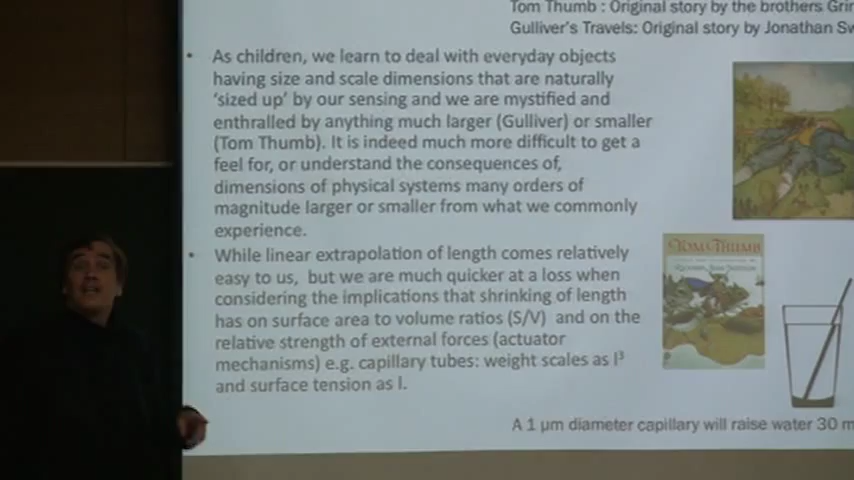 Tom Thumb : Original story by the brothers Grim
Gulliver's Travels: Original story by Jonathan Sw
• As children, we learn to deal with everyday objects
having size and scale dimensions that are naturally
‘sized up’ by our sensing and we are mystified and
enthralled by anything much larger (Gulliver) or smaller
(Tom Thumb). It is indeed much more difficult to get a
feel for, or understand the consequences of,
dimensions of physical systems many orders of
magnitude larger or smaller from what we commonly
experience.
• While linear extrapolation of length comes relatively
easy to us, but we are much quicker at a loss when
considering the implications that shrinking of length
has on surface area to volume ratios (S/V) and on the
relative strength of external forces (actuator
mechanisms) e.g. capillary tubes: weight scales as l³
and surface tension as l.
TOM THUMB
A 1 µm diameter capillary will raise water 30 m